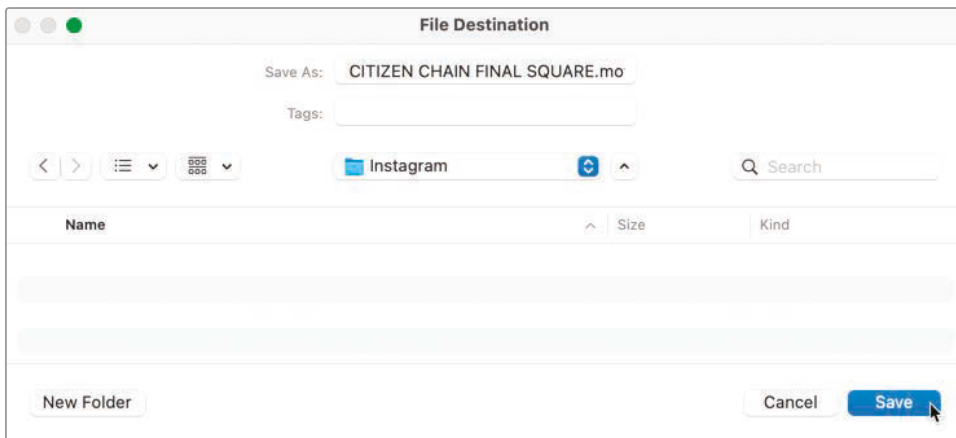 File Destination
Save As: CITIZEN CHAIN FINAL SQUARE.mo
Tags:
Instagram
Search
Name Size Kind
New Folder Cancel Save